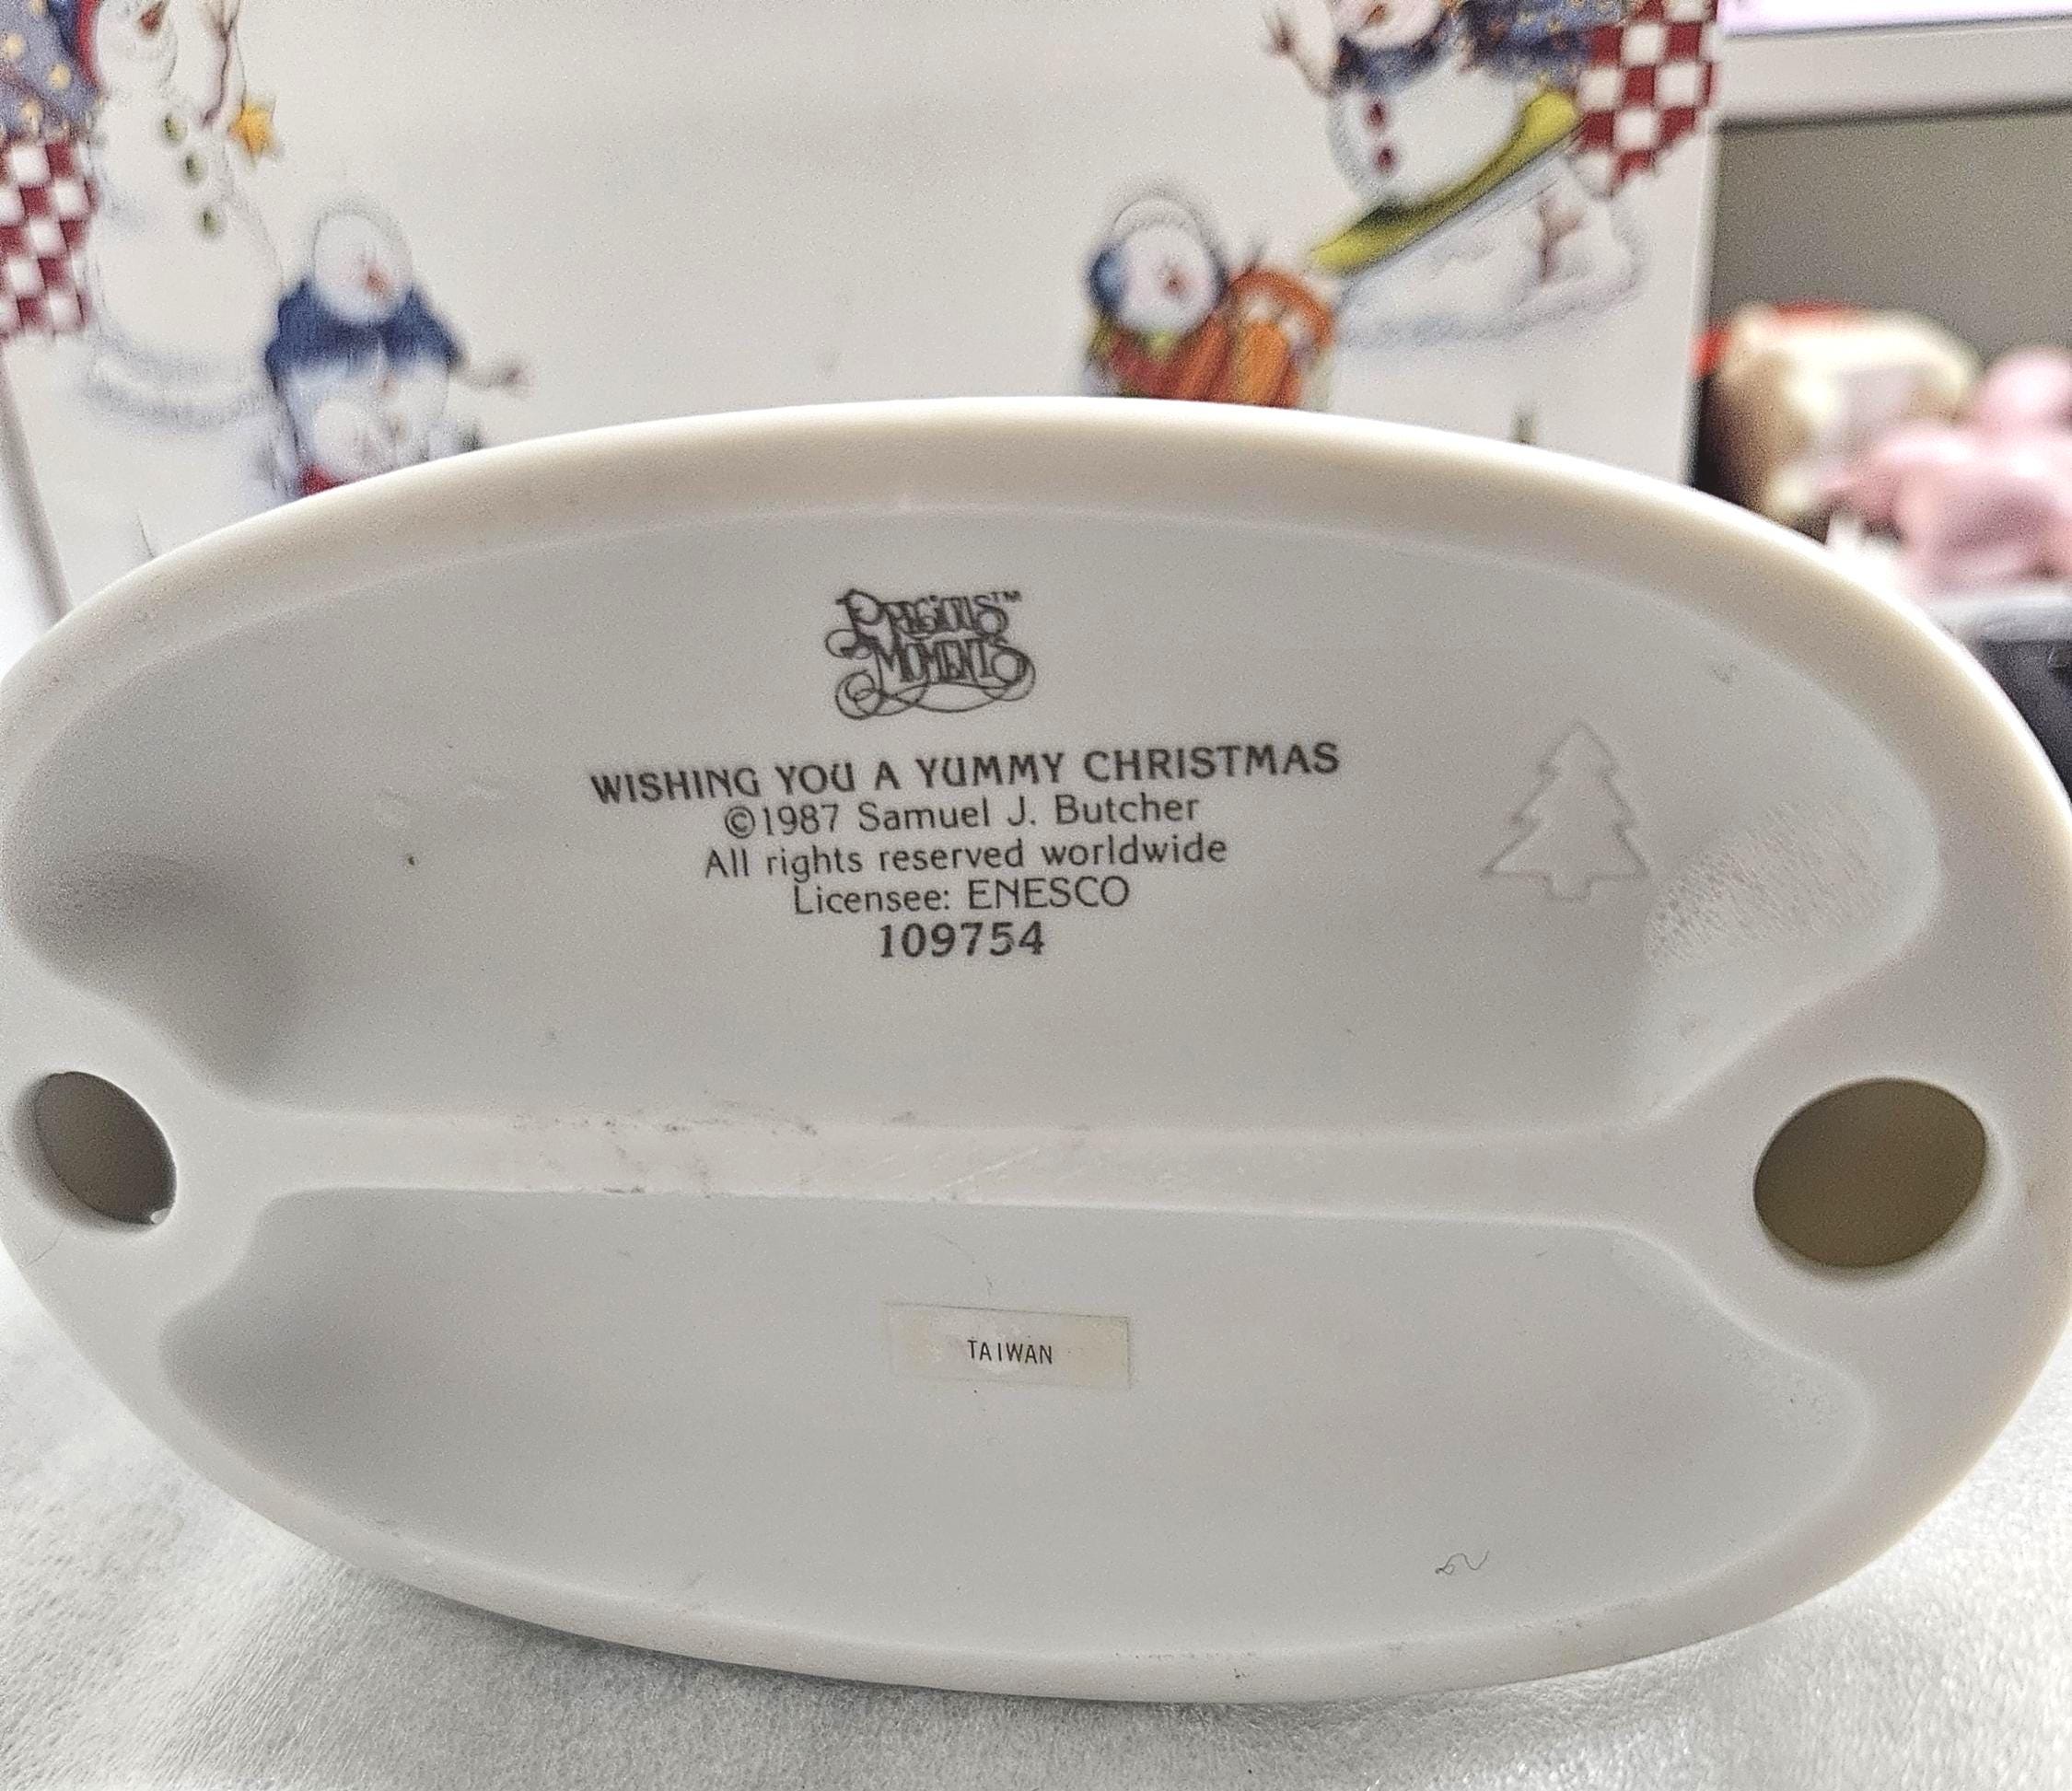 PRECIOUS™
MOMENTS
WISHING YOU A YUMMY CHRISTMAS
©1987 Samuel J. Butcher
All rights reserved worldwide
Licensee: ENESCO
109754
TAIWAN